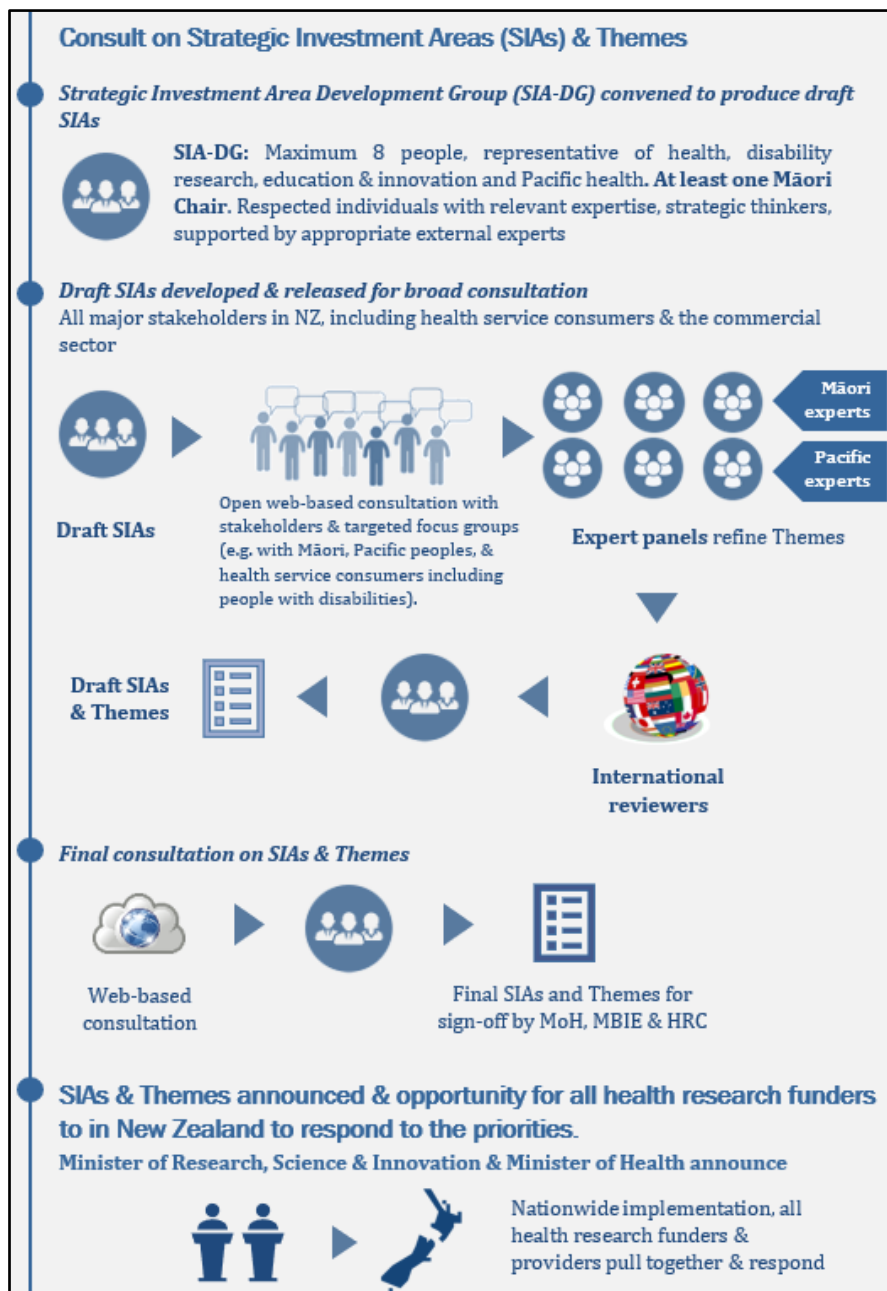 Consult on Strategic Investment Areas (SIAs) & Themes
Strategic Investment Area Development Group (SIA-DG) convened to produce draft
SIAs
SIA-DG: Maximum 8 people, representative of health, disability
research, education & innovation and Pacific health. At least one Māori
Chair. Respected individuals with relevant expertise, strategic thinkers,
supported by appropriate external experts
Draft SIAs developed & released for broad consultation
All major stakeholders in NZ, including health service consumers & the commercial
sector
Māori
experts
Pacific
experts
Draft SIAs
Open web-based consultation with
stakeholders & targeted focus groups
(e.g. with Māori, Pacific peoples, &
health service consumers including
people with disabilities).
Expert panels refine Themes
Draft SIAs
& Themes
International
reviewers
Final consultation on SIAs & Themes
Web-based
consultation
Final SIAs and Themes for
sign-off by MoH, MBIE & HRC
SIAs & Themes announced & opportunity for all health research funders
to in New Zealand to respond to the priorities.
Minister of Research, Science & Innovation & Minister of Health announce
Nationwide implementation, all
health research funders &
providers pull together & respond